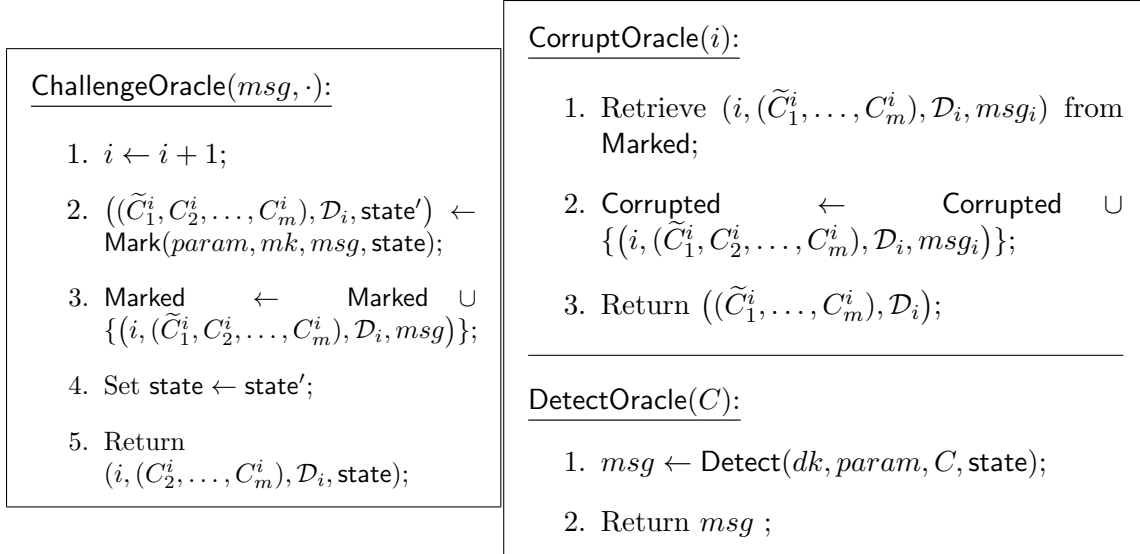 ChallengeOracle(msg, ·):
1. i ← i + 1;
2. ((C̃₁ⁱ, C₂ⁱ, . . . , Cₘⁱ), 𝒟ᵢ, state′) ←
Mark(param, mk, msg, state);
3. Marked ← Marked ∪
{(i, (C̃₁ⁱ, C₂ⁱ, . . . , Cₘⁱ), 𝒟ᵢ, msg)};
4. Set state ← state′;
5. Return
(i, (C₂ⁱ, . . . , Cₘⁱ), 𝒟ᵢ, state);
CorruptOracle(i):
1. Retrieve (i, (C̃₁ⁱ, . . . , Cₘⁱ), 𝒟ᵢ, msgᵢ) from
Marked;
2. Corrupted ← Corrupted ∪
{(i, (C̃₁ⁱ, C₂ⁱ, . . . , Cₘⁱ), 𝒟ᵢ, msgᵢ)};
3. Return ((C̃₁ⁱ, . . . , Cₘⁱ), 𝒟ᵢ);
DetectOracle(C):
1. msg ← Detect(dk, param, C, state);
2. Return msg ;